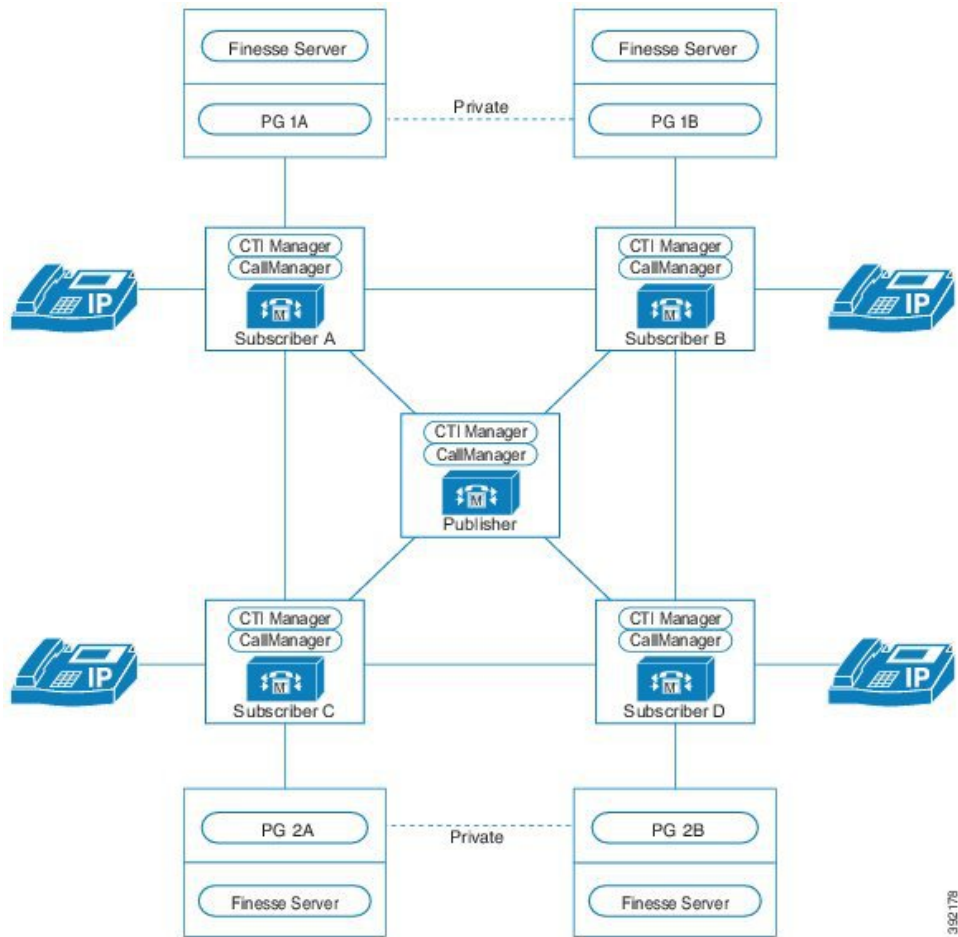 Finesse Server
Finesse Server
PG 1A
Private
PG 1B
CTI Manager
CallManager
M
Subscriber A
CTI Manager
CallManager
M
Subscriber B
IP
IP
CTI Manager
CallManager
M
Publisher
CTI Manager
CallManager
M
Subscriber C
CTI Manager
CallManager
M
Subscriber D
IP
IP
PG 2A
Private
PG 2B
Finesse Server
Finesse Server
392178